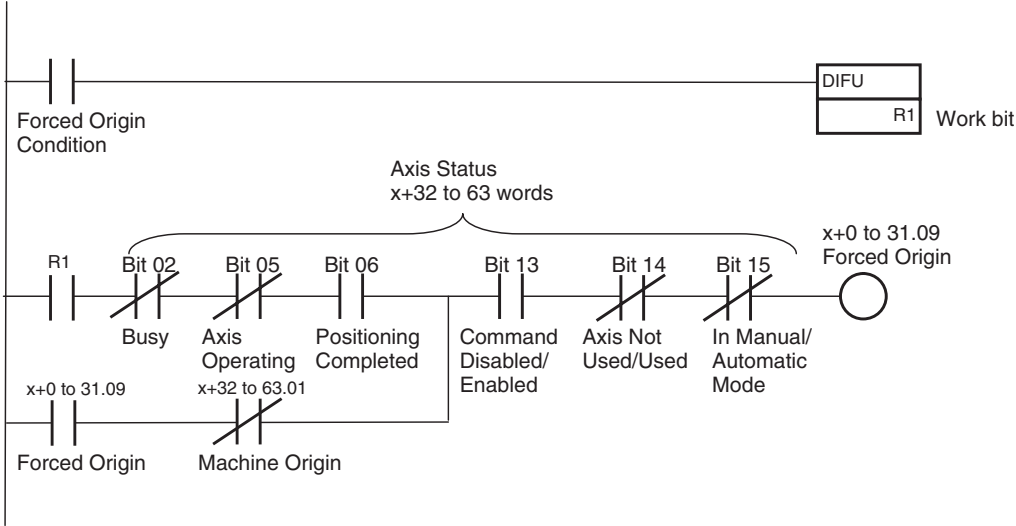 DIFU
R1
Work bit
Forced Origin
Condition
Axis Status
x+32 to 63 words
x+0 to 31.09
Forced Origin
R1
Bit 02
Bit 05
Bit 06
Bit 13
Bit 14
Bit 15
Busy
Axis
Operating
Positioning
Completed
Command
Disabled/
Enabled
Axis Not
Used/Used
In Manual/
Automatic
Mode
x+0 to 31.09
x+32 to 63.01
Forced Origin
Machine Origin